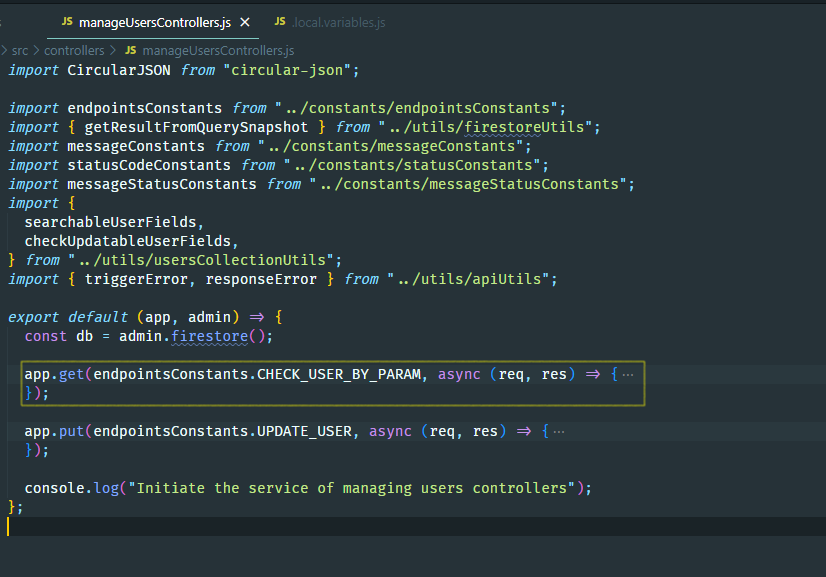 JS manageUsersControllers.js ×
JS .local.variables.js
> src > controllers > JS manageUsersControllers.js
import CircularJSON from "circular-json";
import endpointsConstants from "../constants/endpointsConstants";
import { getResultFromQuerySnapshot } from "../utils/firestoreUtils";
import messageConstants from "../constants/messageConstants";
import statusCodeConstants from "../constants/statusConstants";
import messageStatusConstants from "../constants/messageStatusConstants";
import {
searchableUserFields,
checkUpdatableUserFields,
} from "../utils/usersCollectionUtils";
import { triggerError, responseError } from "../utils/apiUtils";
export default (app, admin) => {
const db = admin.firestore();
app.get(endpointsConstants.CHECK_USER_BY_PARAM, async (req, res) => { ···
});
app.put(endpointsConstants.UPDATE_USER, async (req, res) => { ···
});
console.log("Initiate the service of managing users controllers");
};